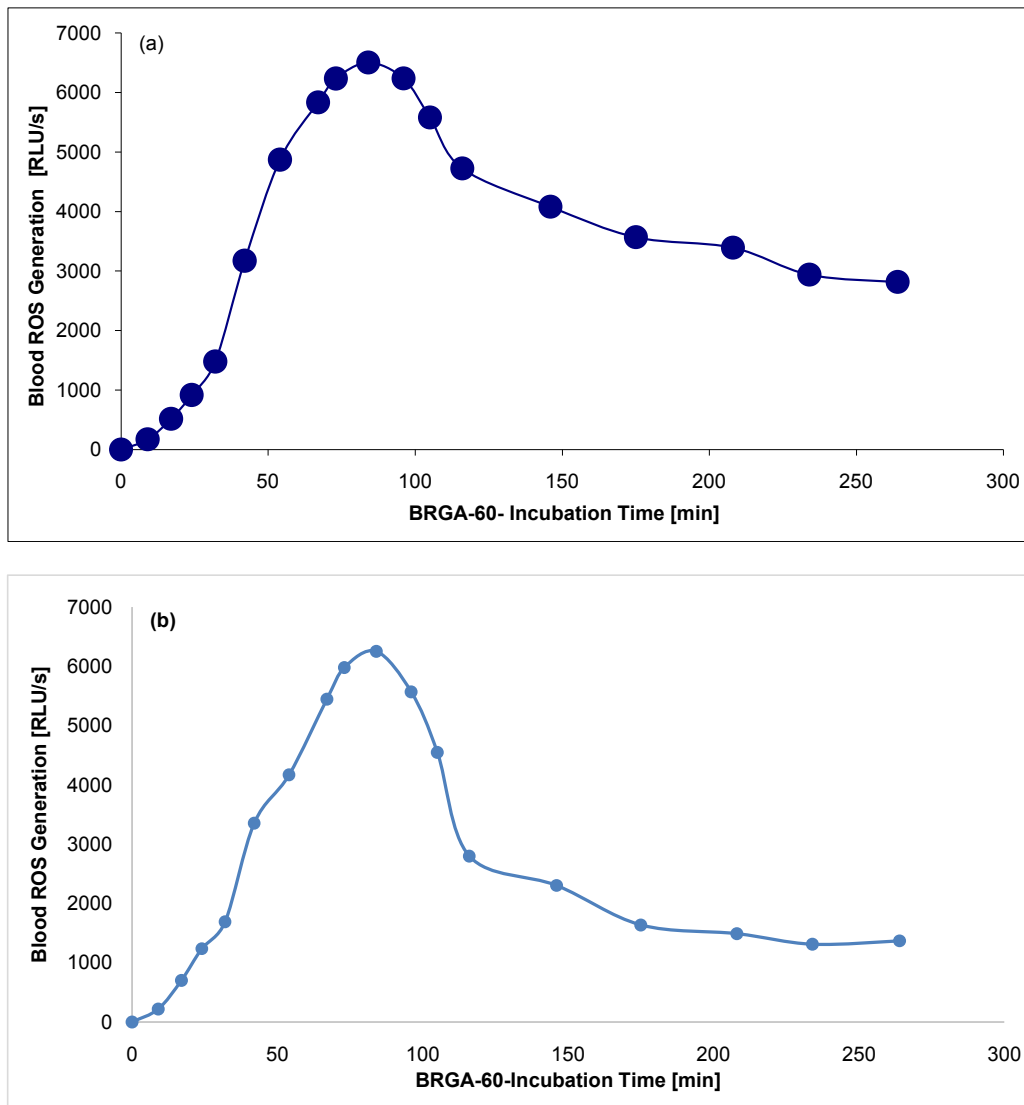 (a)
7000
6000
5000
4000
3000
2000
1000
0
Blood ROS Generation [RLU/s]
0 50 100 150 200 250 300
BRGA-60- Incubation Time [min]
(b)
7000
6000
5000
4000
3000
2000
1000
0
Blood ROS Generation [RLU/s]
0 50 100 150 200 250 300
BRGA-60-Incubation Time [min]